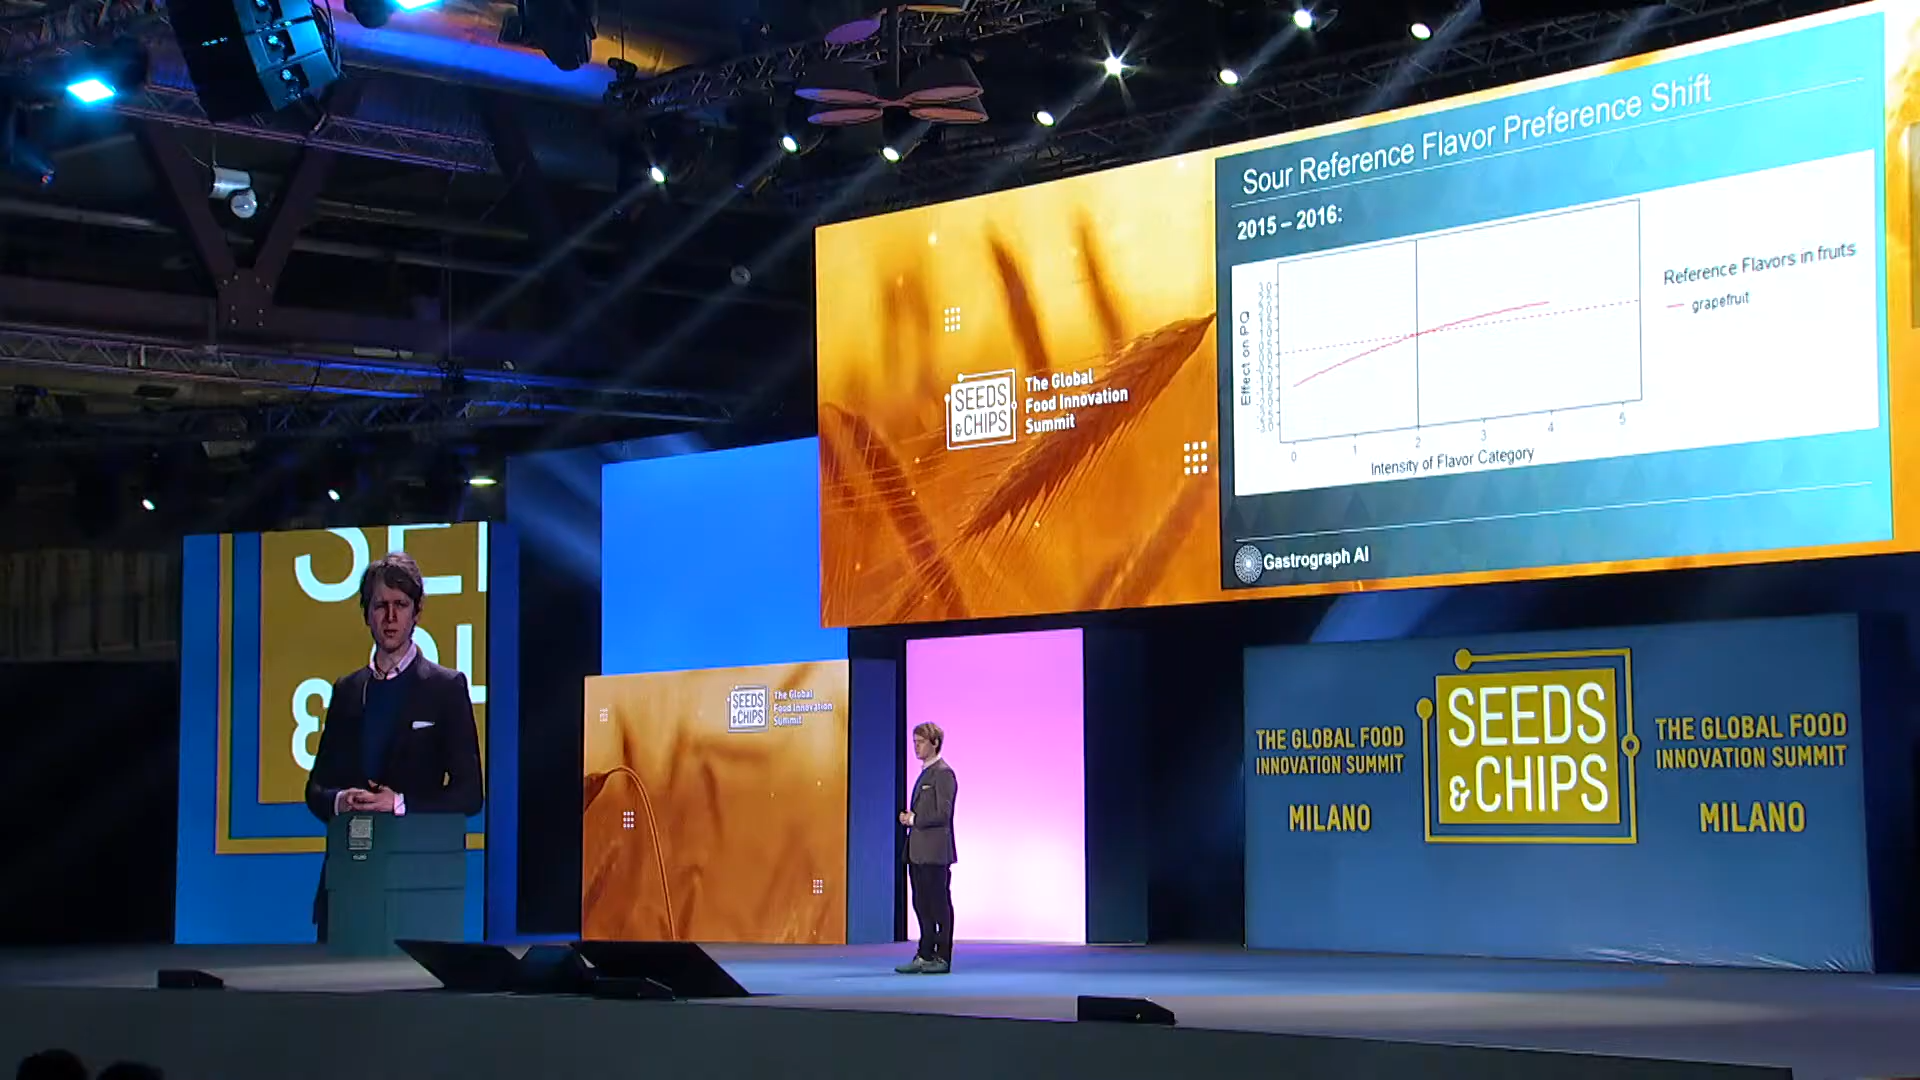 Sour Reference Flavor Preference Shift
2015 – 2016:
Effect on PQ
Reference Flavors in fruits
grapefruit
0 1 2 3 4 5
Intensity of Flavor Category
Gastrograph AI
SEEDS
&CHIPS
The Global
Food Innovation
Summit
SEEDS
&CHIPS
The Global
Food Innovation
Summit
THE GLOBAL FOOD
INNOVATION SUMMIT
MILANO
SEEDS
&CHIPS
THE GLOBAL FOOD
INNOVATION SUMMIT
MILANO